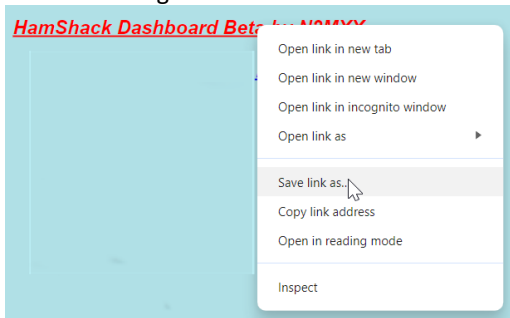 HamShack Dashboard Beta by
Open link in new tab
Open link in new window
Open link in incognito window
Open link as
Save link as...
Copy link address
Open in reading mode
Inspect